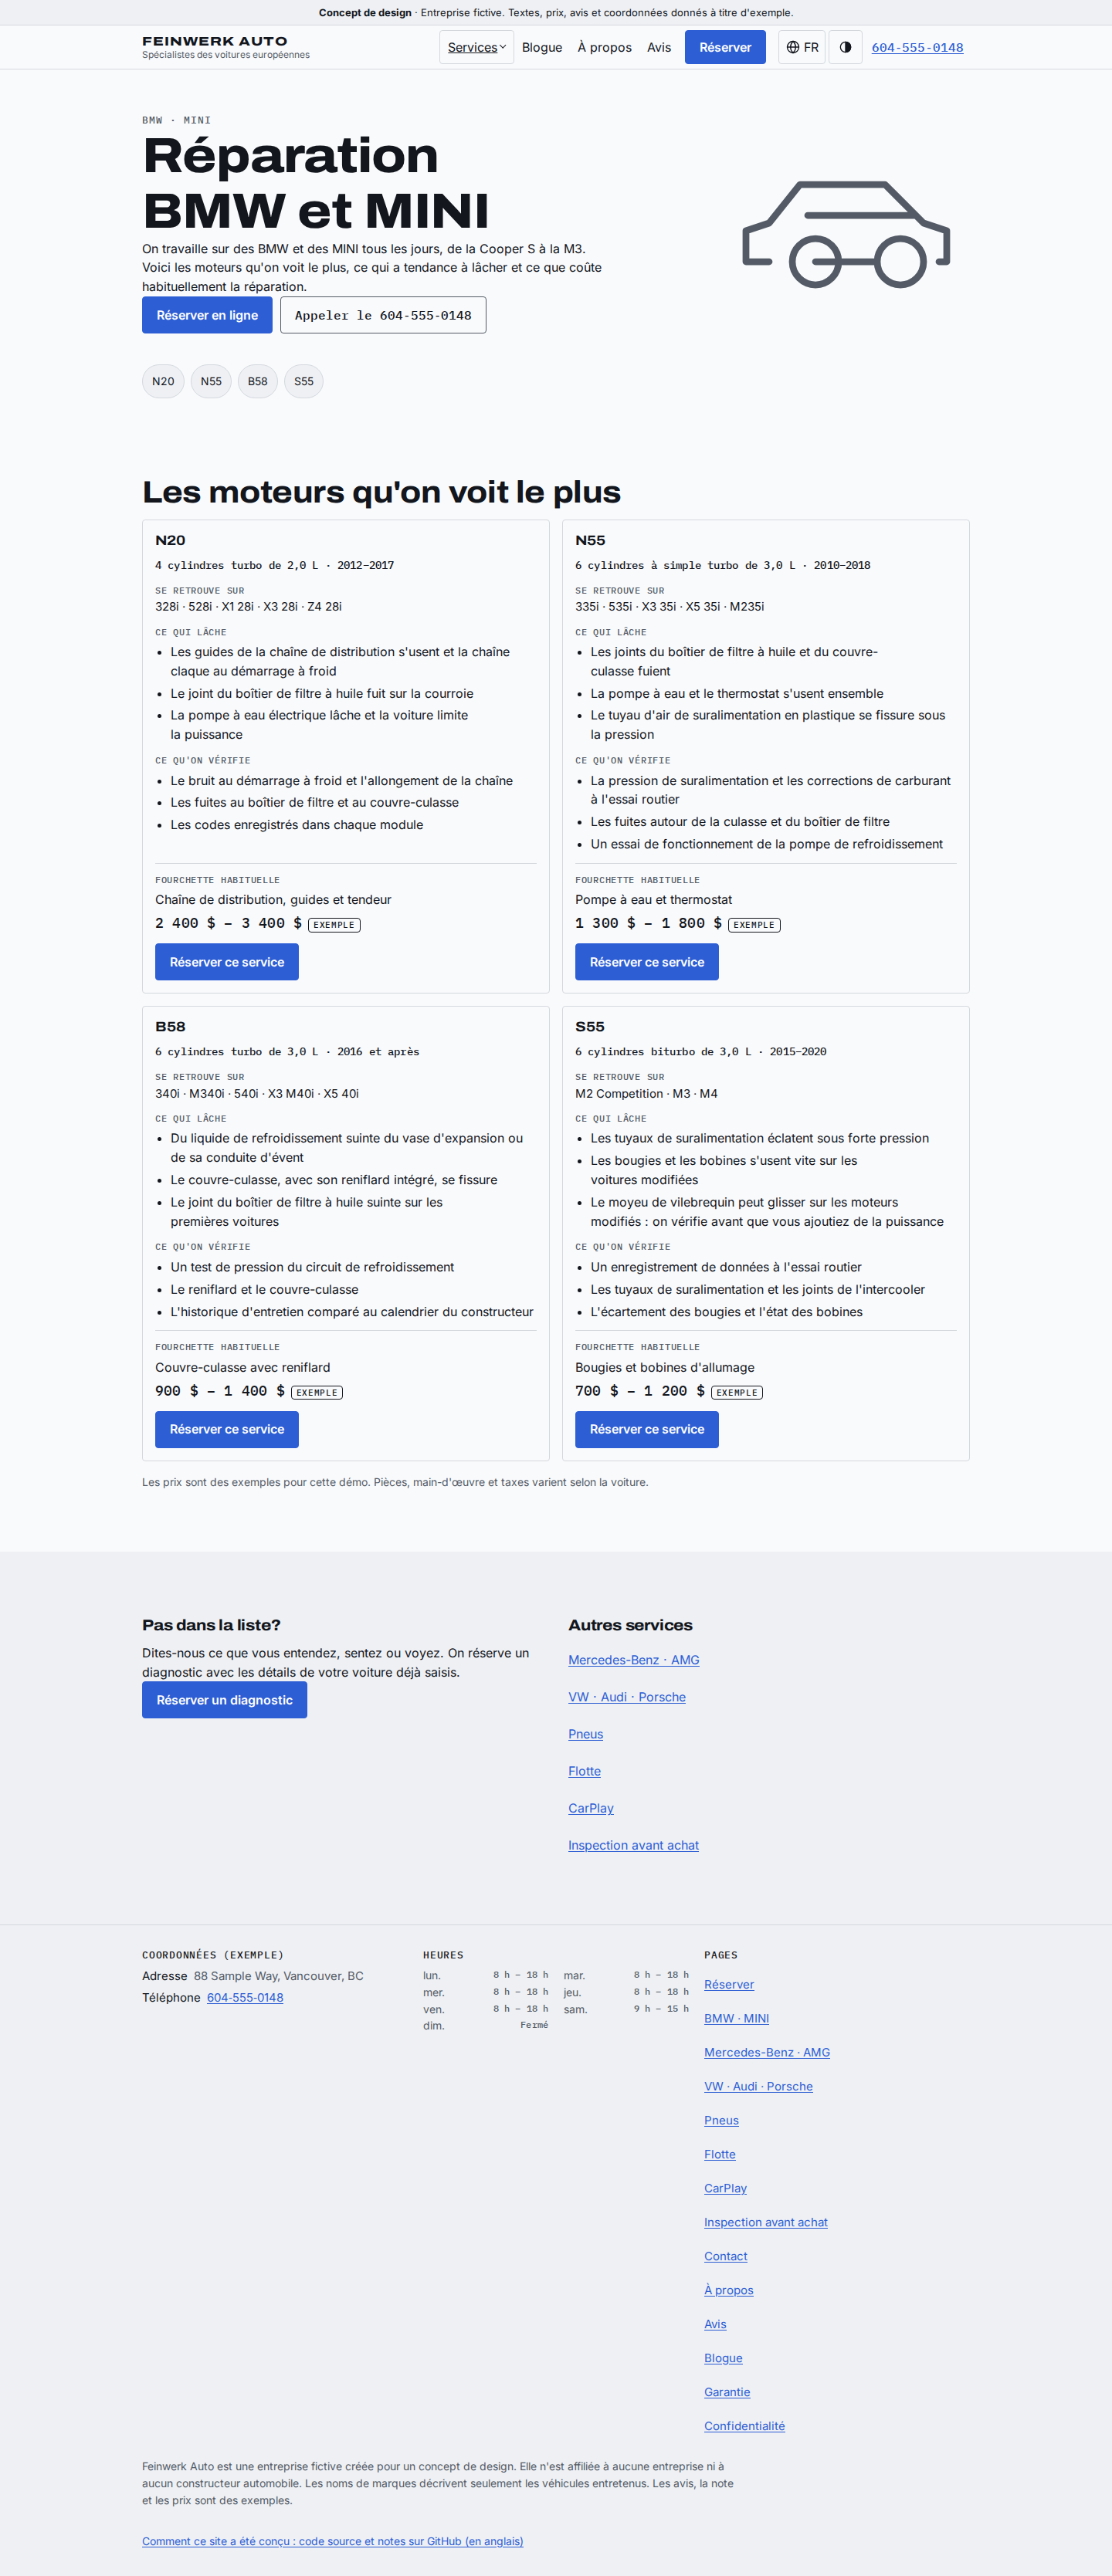 Concept de design · Entreprise fictive. Textes, prix, avis et coordonnées donnés à titre d'exemple.
FEINWERK AUTO
Spécialistes des voitures européennes
Services
Blogue
À propos
Avis
Réserver
FR
604-555-0148
BMW · MINI
Réparation
BMW et MINI
On travaille sur des BMW et des MINI tous les jours, de la Cooper S à la M3.
Voici les moteurs qu'on voit le plus, ce qui a tendance à lâcher et ce que coûte
habituellement la réparation.
Réserver en ligne
Appeler le 604-555-0148
N20
N55
B58
S55
Les moteurs qu'on voit le plus
N20
4 cylindres turbo de 2,0 L · 2012–2017
SE RETROUVE SUR
328i · 528i · X1 28i · X3 28i · Z4 28i
CE QUI LÂCHE
• Les guides de la chaîne de distribution s'usent et la chaîne
claque au démarrage à froid
• Le joint du boîtier de filtre à huile fuit sur la courroie
• La pompe à eau électrique lâche et la voiture limite
la puissance
CE QU'ON VÉRIFIE
• Le bruit au démarrage à froid et l'allongement de la chaîne
• Les fuites au boîtier de filtre et au couvre-culasse
• Les codes enregistrés dans chaque module
FOURCHETTE HABITUELLE
Chaîne de distribution, guides et tendeur
2 400 $ – 3 400 $ EXEMPLE
Réserver ce service
N55
6 cylindres à simple turbo de 3,0 L · 2010–2018
SE RETROUVE SUR
335i · 535i · X3 35i · X5 35i · M235i
CE QUI LÂCHE
• Les joints du boîtier de filtre à huile et du couvre-
culasse fuient
• La pompe à eau et le thermostat s'usent ensemble
• Le tuyau d'air de suralimentation en plastique se fissure sous
la pression
CE QU'ON VÉRIFIE
• La pression de suralimentation et les corrections de carburant
à l'essai routier
• Les fuites autour de la culasse et du boîtier de filtre
• Un essai de fonctionnement de la pompe de refroidissement
FOURCHETTE HABITUELLE
Pompe à eau et thermostat
1 300 $ – 1 800 $ EXEMPLE
Réserver ce service
B58
6 cylindres turbo de 3,0 L · 2016 et après
SE RETROUVE SUR
340i · M340i · 540i · X3 M40i · X5 40i
CE QUI LÂCHE
• Du liquide de refroidissement suinte du vase d'expansion ou
de sa conduite d'évent
• Le couvre-culasse, avec son reniflard intégré, se fissure
• Le joint du boîtier de filtre à huile suinte sur les
premières voitures
CE QU'ON VÉRIFIE
• Un test de pression du circuit de refroidissement
• Le reniflard et le couvre-culasse
• L'historique d'entretien comparé au calendrier du constructeur
FOURCHETTE HABITUELLE
Couvre-culasse avec reniflard
900 $ – 1 400 $ EXEMPLE
Réserver ce service
S55
6 cylindres biturbo de 3,0 L · 2015–2020
SE RETROUVE SUR
M2 Competition · M3 · M4
CE QUI LÂCHE
• Les tuyaux de suralimentation éclatent sous forte pression
• Les bougies et les bobines s'usent vite sur les
voitures modifiées
• Le moyeu de vilebrequin peut glisser sur les moteurs
modifiés : on vérifie avant que vous ajoutiez de la puissance
CE QU'ON VÉRIFIE
• Un enregistrement de données à l'essai routier
• Les tuyaux de suralimentation et les joints de l'intercooler
• L'écartement des bougies et l'état des bobines
FOURCHETTE HABITUELLE
Bougies et bobines d'allumage
700 $ – 1 200 $ EXEMPLE
Réserver ce service
Les prix sont des exemples pour cette démo. Pièces, main-d'œuvre et taxes varient selon la voiture.
Pas dans la liste?
Dites-nous ce que vous entendez, sentez ou voyez. On réserve un
diagnostic avec les détails de votre voiture déjà saisis.
Réserver un diagnostic
Autres services
Mercedes-Benz · AMG
VW · Audi · Porsche
Pneus
Flotte
CarPlay
Inspection avant achat
COORDONNÉES (EXEMPLE)
Adresse 88 Sample Way, Vancouver, BC
Téléphone 604-555-0148
HEURES
lun. 8 h – 18 h
mar. 8 h – 18 h
mer. 8 h – 18 h
jeu. 8 h – 18 h
ven. 8 h – 18 h
sam. 9 h – 15 h
dim. Fermé
PAGES
Réserver
BMW · MINI
Mercedes-Benz · AMG
VW · Audi · Porsche
Pneus
Flotte
CarPlay
Inspection avant achat
Contact
À propos
Avis
Blogue
Garantie
Confidentialité
Feinwerk Auto est une entreprise fictive créée pour un concept de design. Elle n'est affiliée à aucune entreprise ni à
aucun constructeur automobile. Les noms de marques décrivent seulement les véhicules entretenus. Les avis, la note
et les prix sont des exemples.
Comment ce site a été conçu : code source et notes sur GitHub (en anglais)